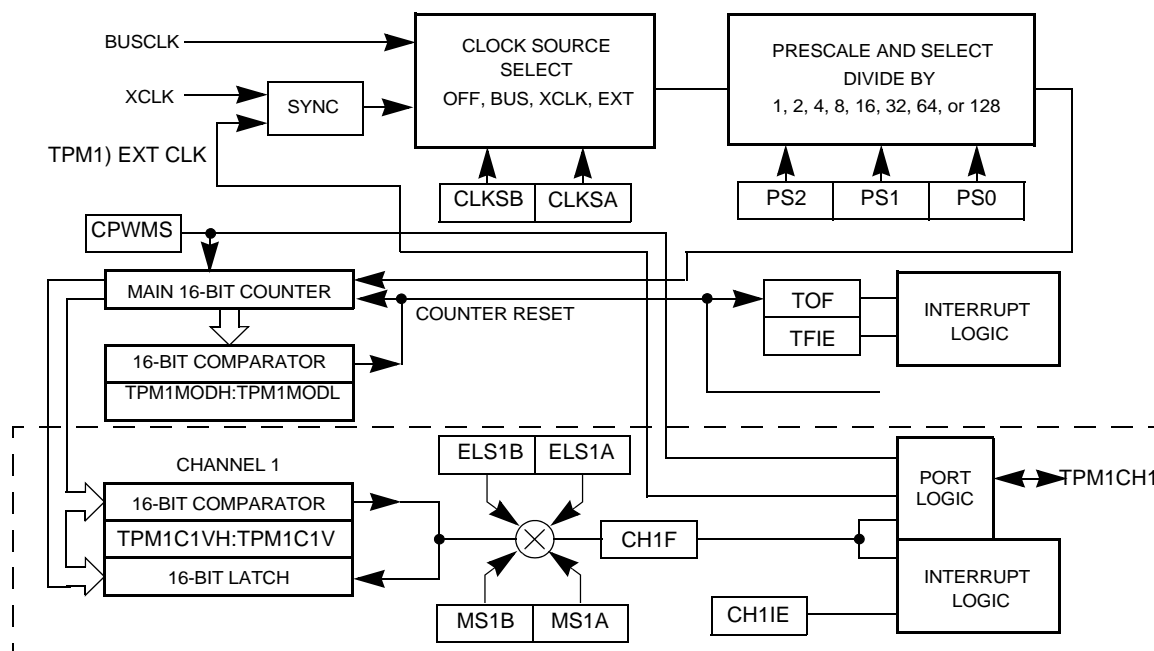 BUSCLK
CLOCK SOURCE
SELECT
OFF, BUS, XCLK, EXT
PRESCALE AND SELECT
DIVIDE BY
1, 2, 4, 8, 16, 32, 64, or 128
XCLK
SYNC
TPM1) EXT CLK
CLKSB
CLKSA
PS2
PS1
PS0
CPWMS
MAIN 16-BIT COUNTER
COUNTER RESET
TOF
TFIE
INTERRUPT
LOGIC
16-BIT COMPARATOR
TPM1MODH:TPM1MODL
CHANNEL 1
ELS1B
ELS1A
PORT
LOGIC
TPM1CH1
16-BIT COMPARATOR
TPM1C1VH:TPM1C1V
16-BIT LATCH
CH1F
MS1B
MS1A
CH1IE
INTERRUPT
LOGIC